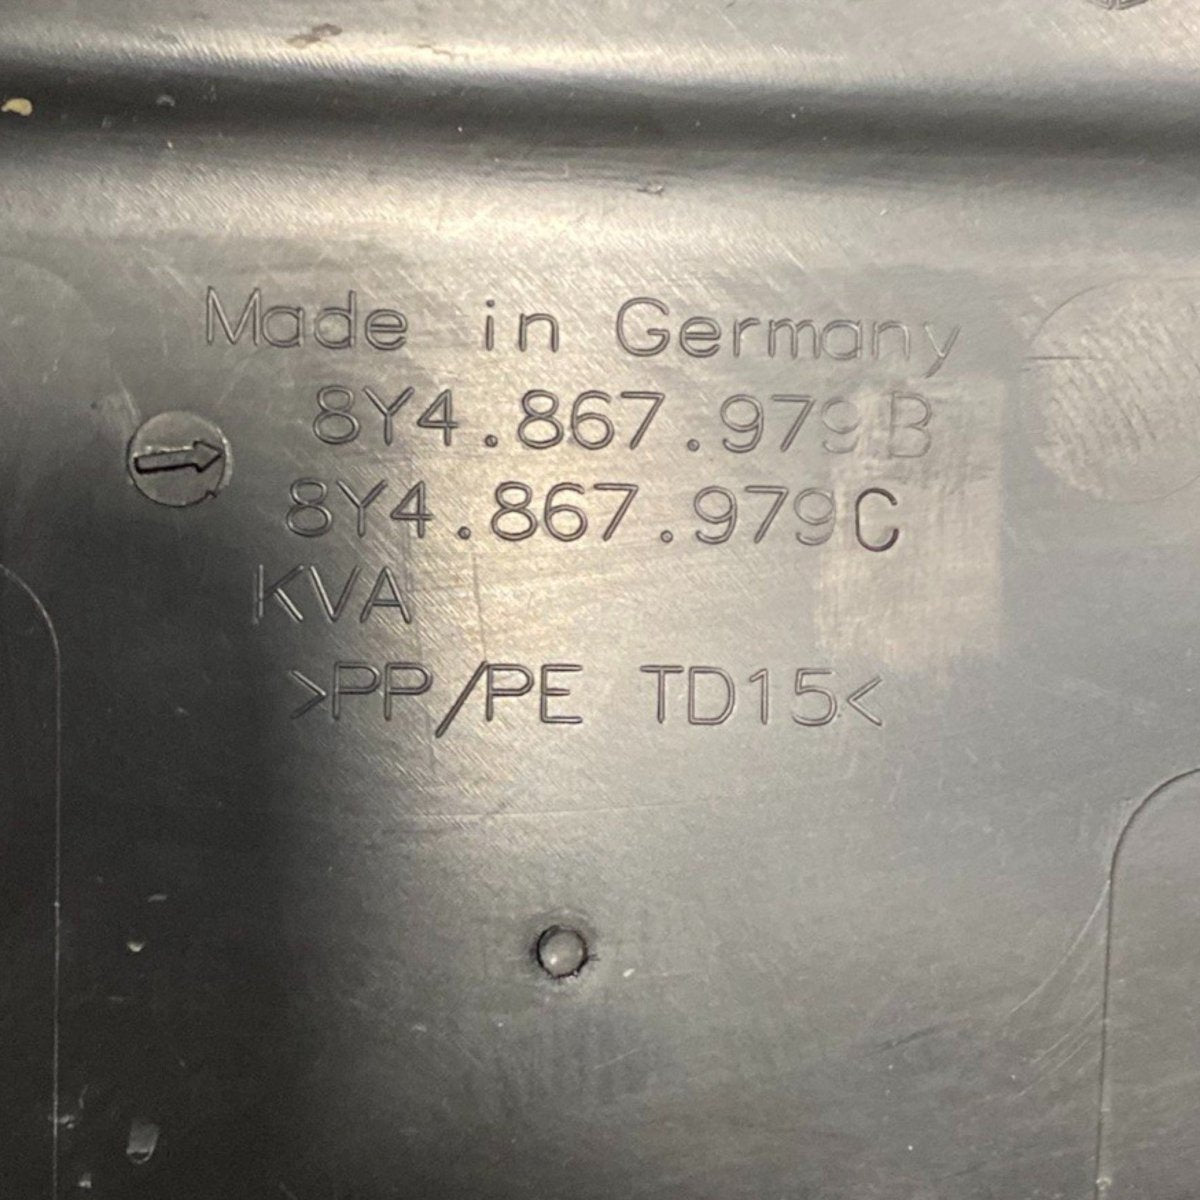 Made in Germany
8Y4.867.979B
8Y4.867.979C
KVA
>PP/PE TD15<